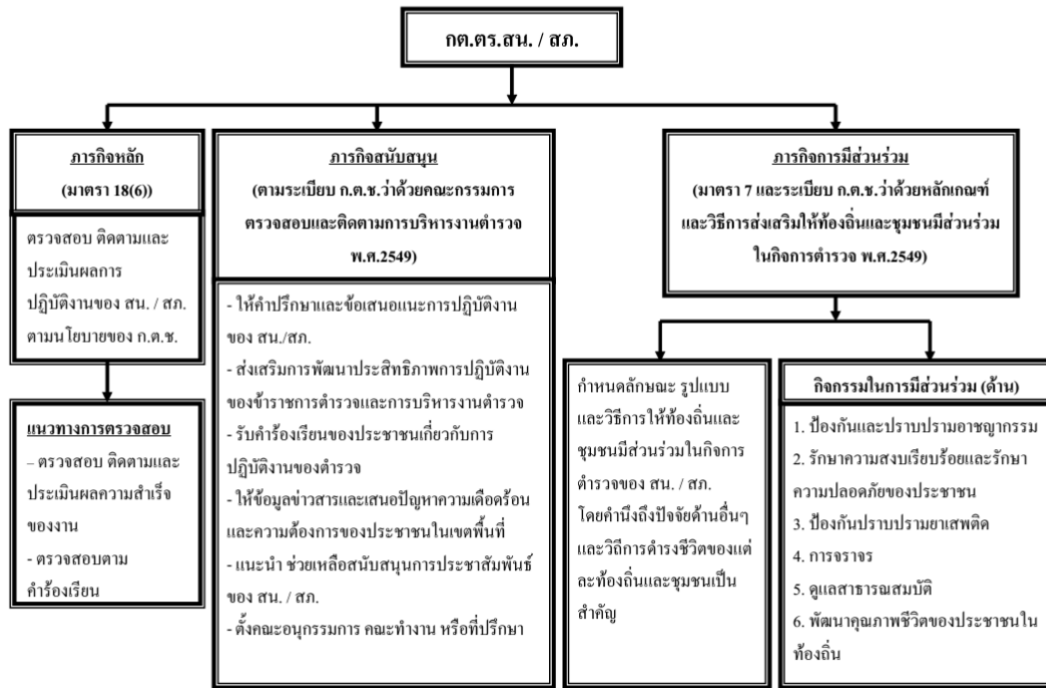 กต.ตร.สน. / สภ.
ภารกิจหลัก
(มาตรา 18(6))
ตรวจสอบ ติดตามและ
ประเมินผลการ
ปฏิบัติงานของ สน. / สภ.
ตามนโยบายของ ก.ต.ช.
แนวทางการตรวจสอบ
– ตรวจสอบ ติดตามและ
ประเมินผลความสำเร็จ
ของงาน
- ตรวจสอบตาม
คำร้องเรียน
ภารกิจสนับสนุน
(ตามระเบียบ ก.ต.ช.ว่าด้วยคณะกรรมการ
ตรวจสอบและติดตามการบริหารงานตำรวจ
พ.ศ.2549)
- ให้คำปรึกษาและข้อเสนอแนะการปฏิบัติงาน
ของ สน./สภ.
- ส่งเสริมการพัฒนาประสิทธิภาพการปฏิบัติงาน
ของข้าราชการตำรวจและการบริหารงานตำรวจ
- รับคำร้องเรียนของประชาชนเกี่ยวกับการ
ปฏิบัติงานของตำรวจ
- ให้ข้อมูลข่าวสารและเสนอปัญหาความเดือดร้อน
และความต้องการของประชาชนในเขตพื้นที่
- แนะนำ ช่วยเหลือสนับสนุนการประชาสัมพันธ์
ของ สน. / สภ.
- ตั้งคณะอนุกรรมการ คณะทำงาน หรือที่ปรึกษา
ภารกิจการมีส่วนร่วม
(มาตรา 7 และระเบียบ ก.ต.ช.ว่าด้วยหลักเกณฑ์
และวิธีการส่งเสริมให้ท้องถิ่นและชุมชนมีส่วนร่วม
ในกิจการตำรวจ พ.ศ.2549)
กำหนดลักษณะ รูปแบบ
และวิธีการให้ท้องถิ่นและ
ชุมชนมีส่วนร่วมในกิจการ
ตำรวจของ สน. / สภ.
โดยคำนึงถึงปัจจัยด้านอื่นๆ
และวิถีการดำรงชีวิตของแต่
ละท้องถิ่นและชุมชนเป็น
สำคัญ
กิจกรรมในการมีส่วนร่วม (ด้าน)
1. ป้องกันและปราบปรามอาชญากรรม
2. รักษาความสงบเรียบร้อยและรักษา
ความปลอดภัยของประชาชน
3. ป้องกันปราบปรามยาเสพติด
4. การจราจร
5. ดูแลสาธารณสมบัติ
6. พัฒนาคุณภาพชีวิตของประชาชนใน
ท้องถิ่น